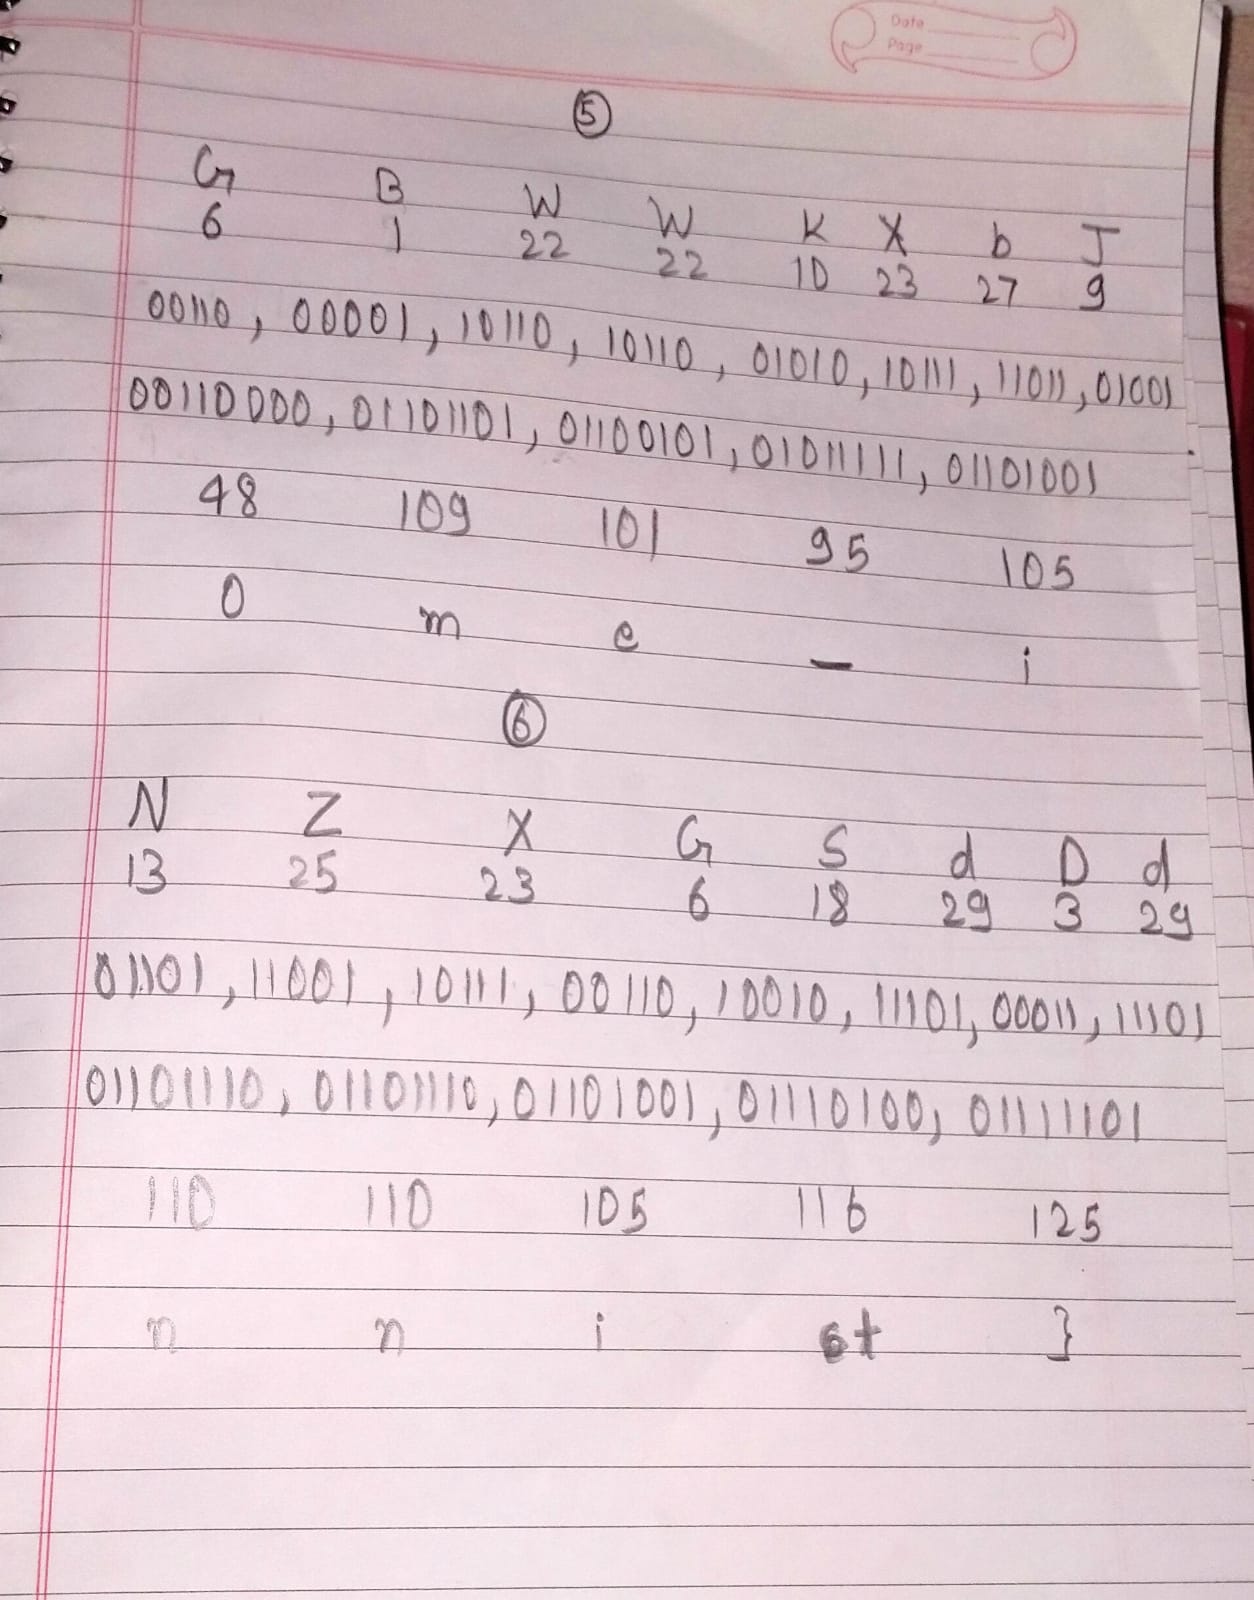 Date
Page
5
G B W W K X b J
6 1 22 22 10 23 27 9
00110, 00001, 10110, 10110, 01010, 10111, 11011, 01001
00110000, 01101101, 01100101, 01011111, 01101001
48 109 101 95 105
0 m e _ i
6
N Z X G S d D d
13 25 23 6 18 29 3 29
01101, 11001, 10111, 00110, 10010, 11101, 00011, 11101
01101110, 01101110, 01101001, 01110100, 01111101
110 110 105 116 125
n n i t }